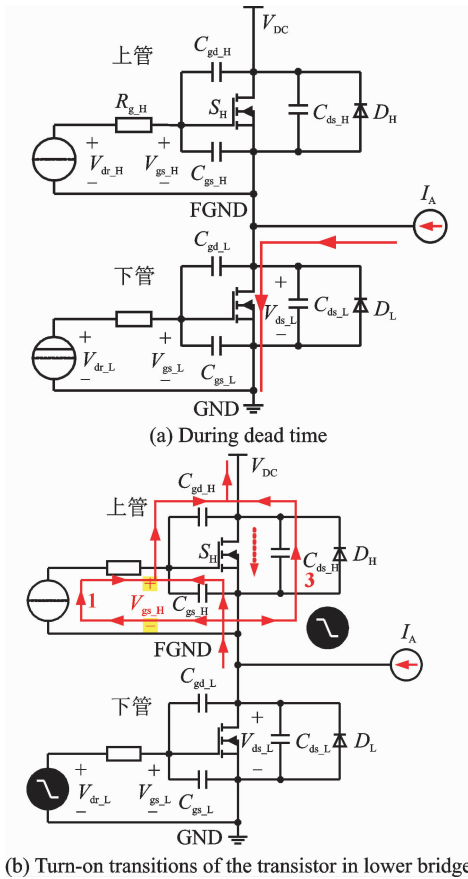 V_DC
上管
C_gd_H
R_g_H
S_H
C_ds_H
D_H
+
V_dr_H
−
+
V_gs_H
−
C_gs_H
FGND
I_A
C_gd_L
下管
+
V_ds_L
−
C_ds_L
D_L
+
V_dr_L
−
+
V_gs_L
−
C_gs_L
GND
(a) During dead time
V_DC
C_gd_H
上管
S_H
C_ds_H
D_H
1
+
V_gs_H
−
C_gs_H
3
FGND
I_A
C_gd_L
下管
+
V_ds_L
−
C_ds_L
D_L
+
V_dr_L
−
+
V_gs_L
−
C_gs_L
GND
(b) Turn-on transitions of the transistor in lower bridge